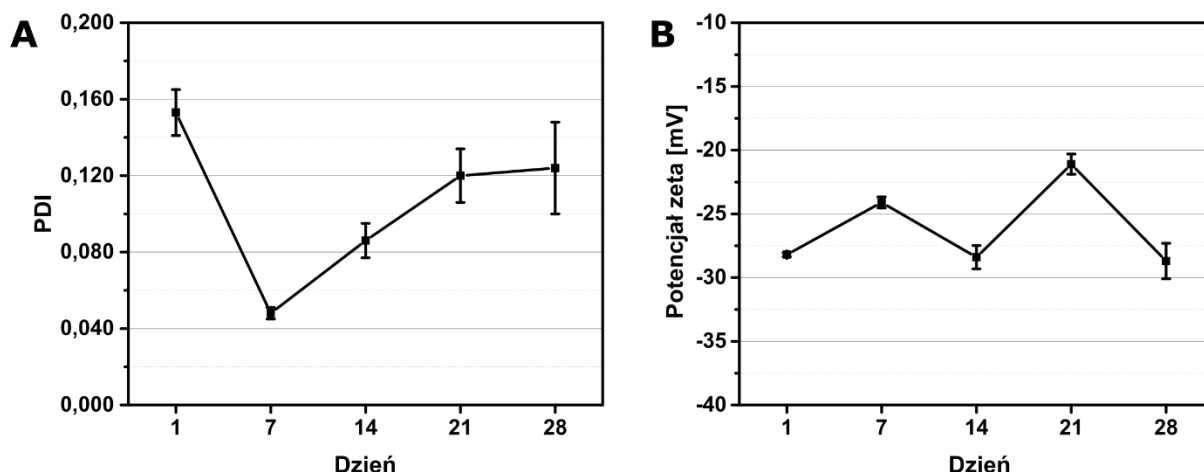 A
PDI
0,200
0,160
0,120
0,080
0,040
0,000
1 7 14 21 28
Dzień
B
Potencjał zeta [mV]
-10
-15
-20
-25
-30
-35
-40
1 7 14 21 28
Dzień